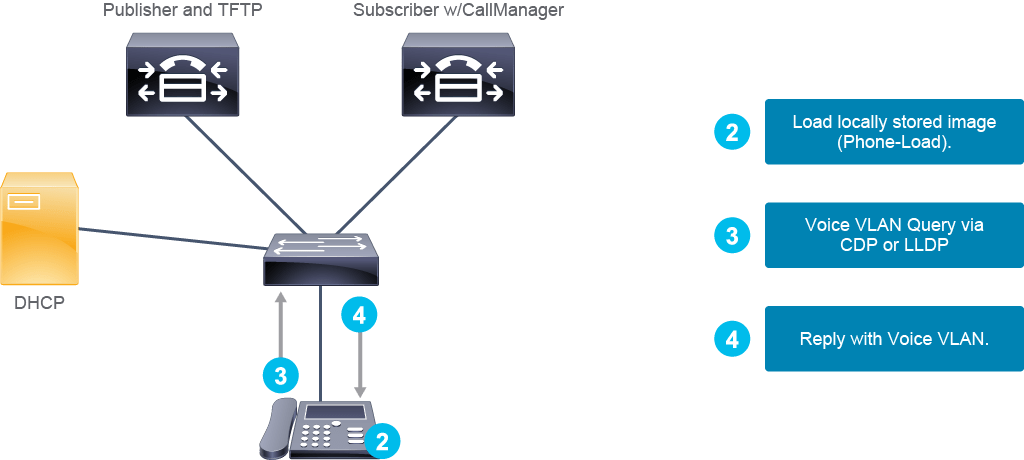 Publisher and TFTP
Subscriber w/CallManager
2
Load locally stored image
(Phone-Load).
3
Voice VLAN Query via
CDP or LLDP
DHCP
4
4
Reply with Voice VLAN.
3
2